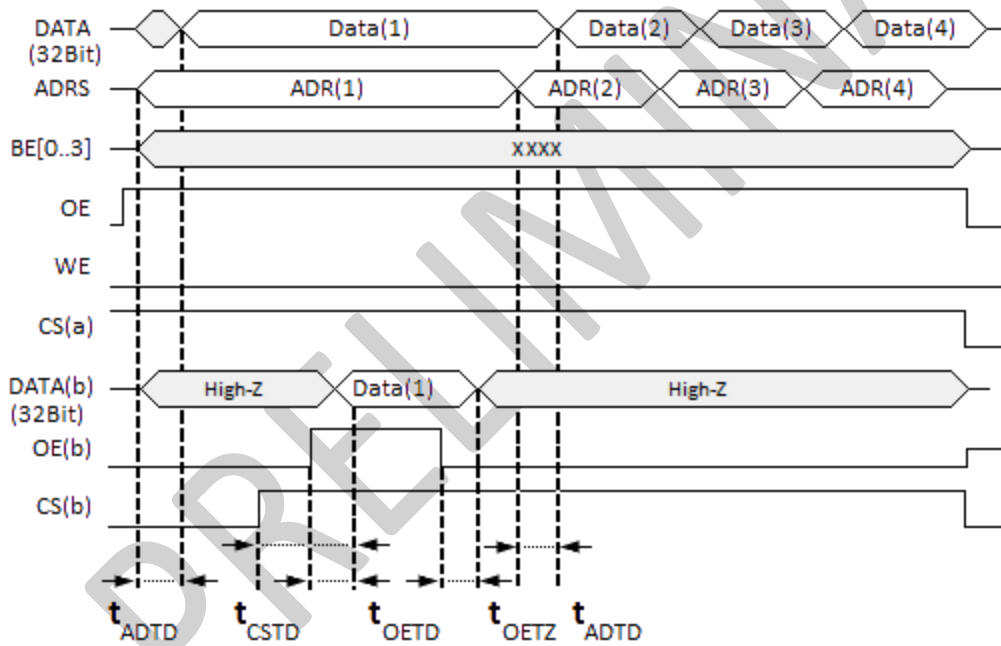 DATA Data(1) Data(2) Data(3) Data(4)
(32Bit)
ADRS ADR(1) ADR(2) ADR(3) ADR(4)
BE[0..3] XXXX
OE
WE
CS(a)
DATA(b) High-Z Data(1) High-Z
(32Bit)
OE(b)
CS(b)
tADTD tCSTD tOETD tOETZ tADTD
PRELIMINA